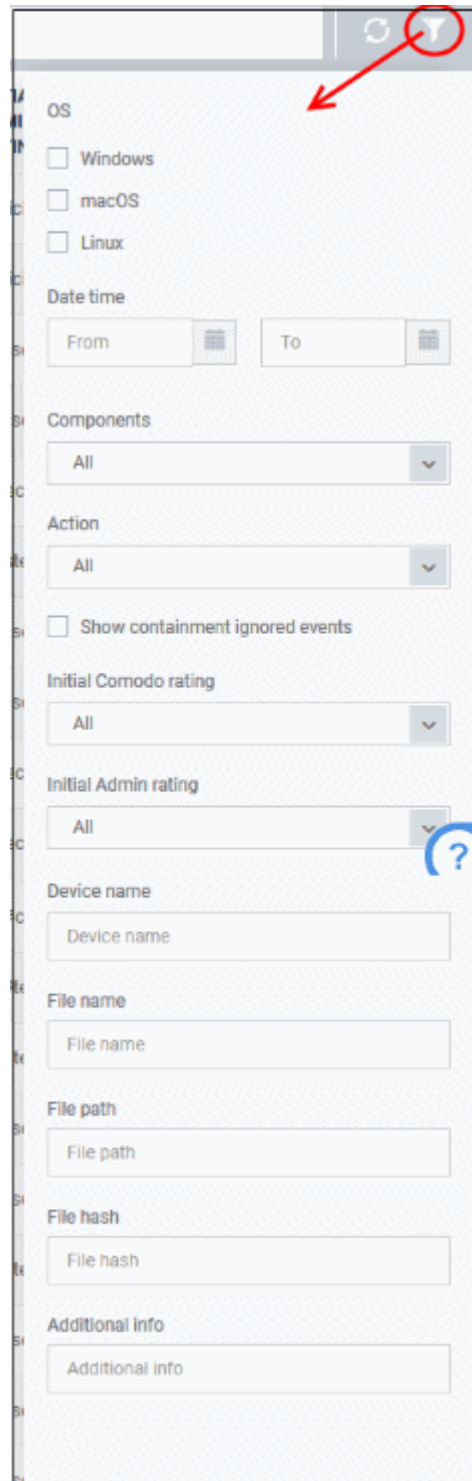 OS
Windows
macOS
Linux
Date time
From To
Components
All
Action
All
Show containment ignored events
Initial Comodo rating
All
Initial Admin rating
All
?
Device name
Device name
File name
File name
File path
File path
File hash
File hash
Additional info
Additional info